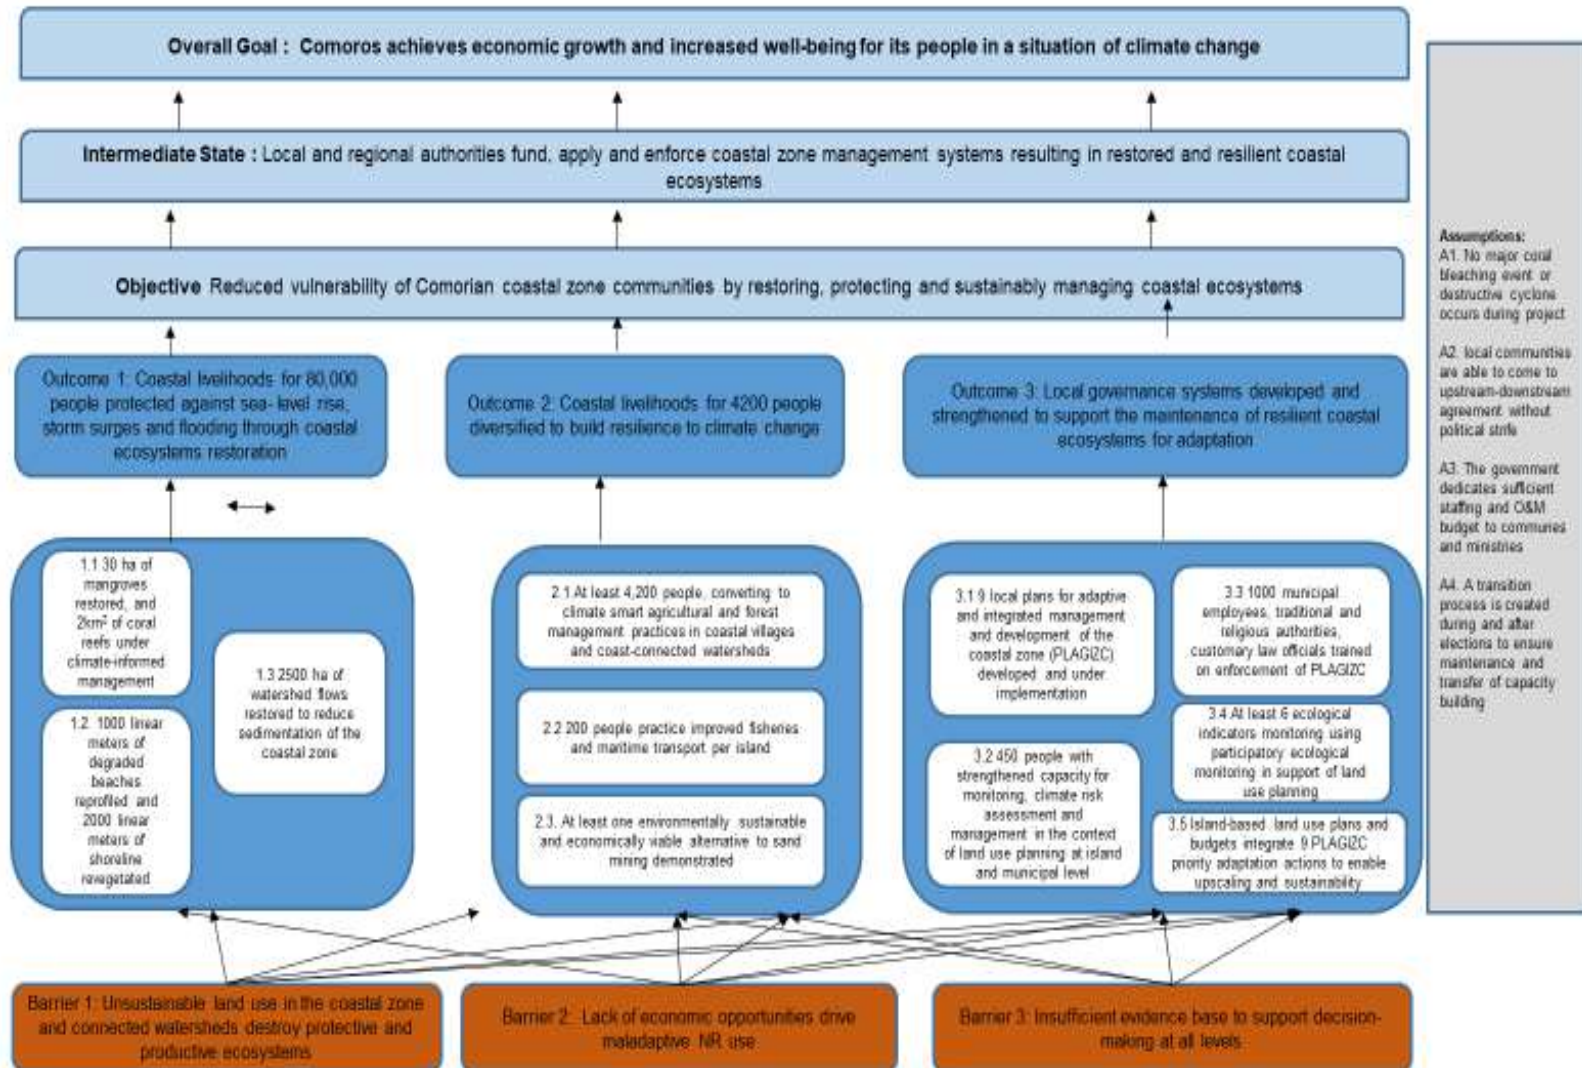 Overall Goal : Comoros achieves economic growth and increased well-being for its people in a situation of climate change
Intermediate State : Local and regional authorities fund, apply and enforce coastal zone management systems resulting in restored and resilient coastal
ecosystems
Objective Reduced vulnerability of Comorian coastal zone communities by restoring, protecting and sustainably managing coastal ecosystems
Outcome 1: Coastal livelihoods for 80,000
people protected against sea- level rise,
storm surges and flooding through coastal
ecosystems restoration
Outcome 2: Coastal livelihoods for 4200 people
diversified to build resilience to climate change
Outcome 3: Local governance systems developed and
strengthened to support the maintenance of resilient coastal
ecosystems for adaptation
1.1 30 ha of
mangroves
restored, and
2km² of coral
reefs under
climate-informed
management
1.2. 1000 linear
meters of
degraded
beaches
reprofiled and
2000 linear
meters of
shoreline
revegetated
1.3 2500 ha of
watershed flows
restored to reduce
sedimentation of the
coastal zone
2.1 At least 4,200 people, converting to
climate smart agricultural and forest
management practices in coastal villages
and coast-connected watersheds
2.2 200 people practice improved fisheries
and maritime transport per island
2.3. At least one environmentally sustainable
and economically viable alternative to sand
mining demonstrated
3.1 9 local plans for adaptive
and integrated management
and development of the
coastal zone (PLAGIZC)
developed and under
implementation
3.2 450 people with
strengthened capacity for
monitoring, climate risk
assessment and
management in the context
of land use planning at island
and municipal level
3.3 1000 municipal
employees, traditional and
religious authorities,
customary law officials trained
on enforcement of PLAGIZC
3.4 At least 6 ecological
indicators monitoring using
participatory ecological
monitoring in support of land
use planning
3.5 Island-based land use plans and
budgets integrate 9 PLAGIZC
priority adaptation actions to enable
upscaling and sustainability
Barrier 1: Unsustainable land use in the coastal zone
and connected watersheds destroy protective and
productive ecosystems
Barrier 2: Lack of economic opportunities drive
maladaptive NR use
Barrier 3: Insufficient evidence base to support decision-
making at all levels
Assumptions:
A1. No major coral
bleaching event or
destructive cyclone
occurs during project
A2. local communities
are able to come to
upstream-downstream
agreement without
political strife
A3. The government
dedicates sufficient
staffing and O&M
budget to communes
and ministries
A4. A transition
process is created
during and after
elections to ensure
maintenance and
transfer of capacity
building